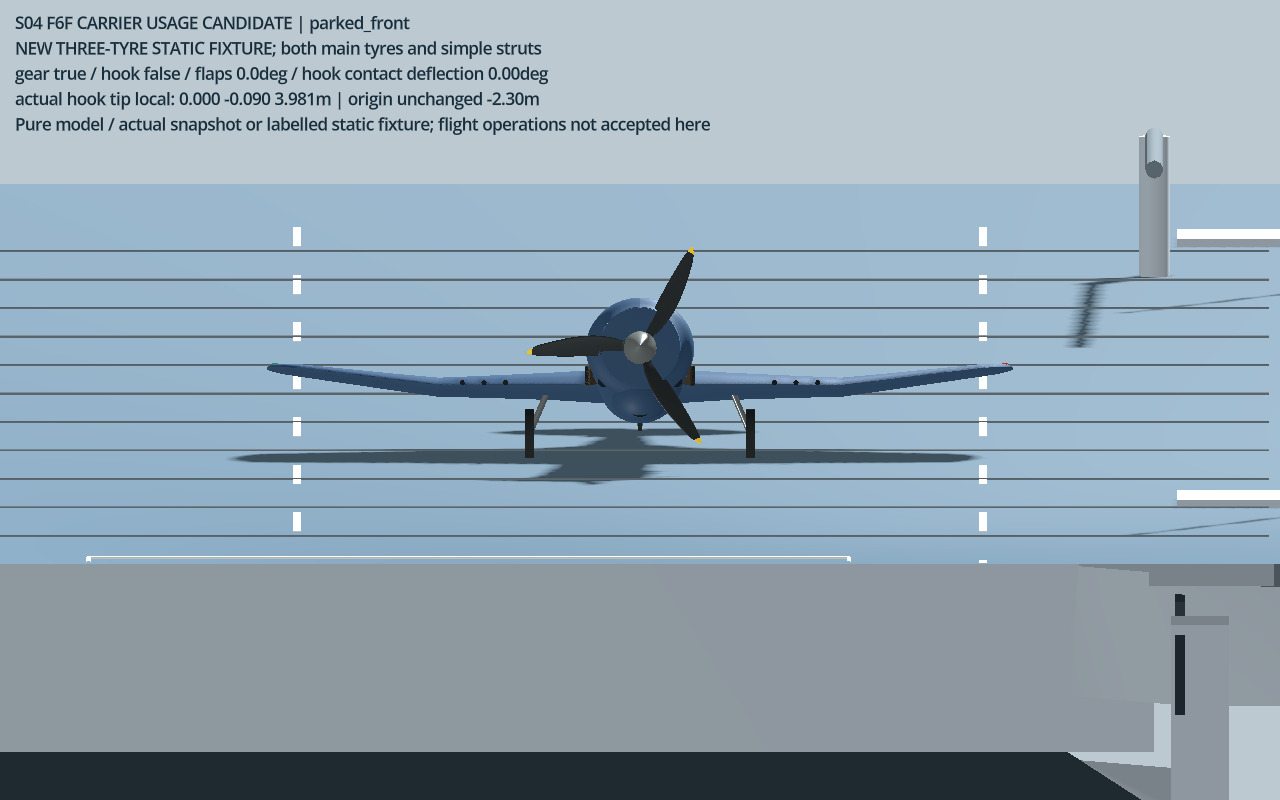 S04 F6F CARRIER USAGE CANDIDATE | parked_front
NEW THREE-TYRE STATIC FIXTURE; both main tyres and simple struts
gear true / hook false / flaps 0.0deg / hook contact deflection 0.00deg
actual hook tip local: 0.000 -0.090 3.981m | origin unchanged -2.30m
Pure model / actual snapshot or labelled static fixture; flight operations not accepted here